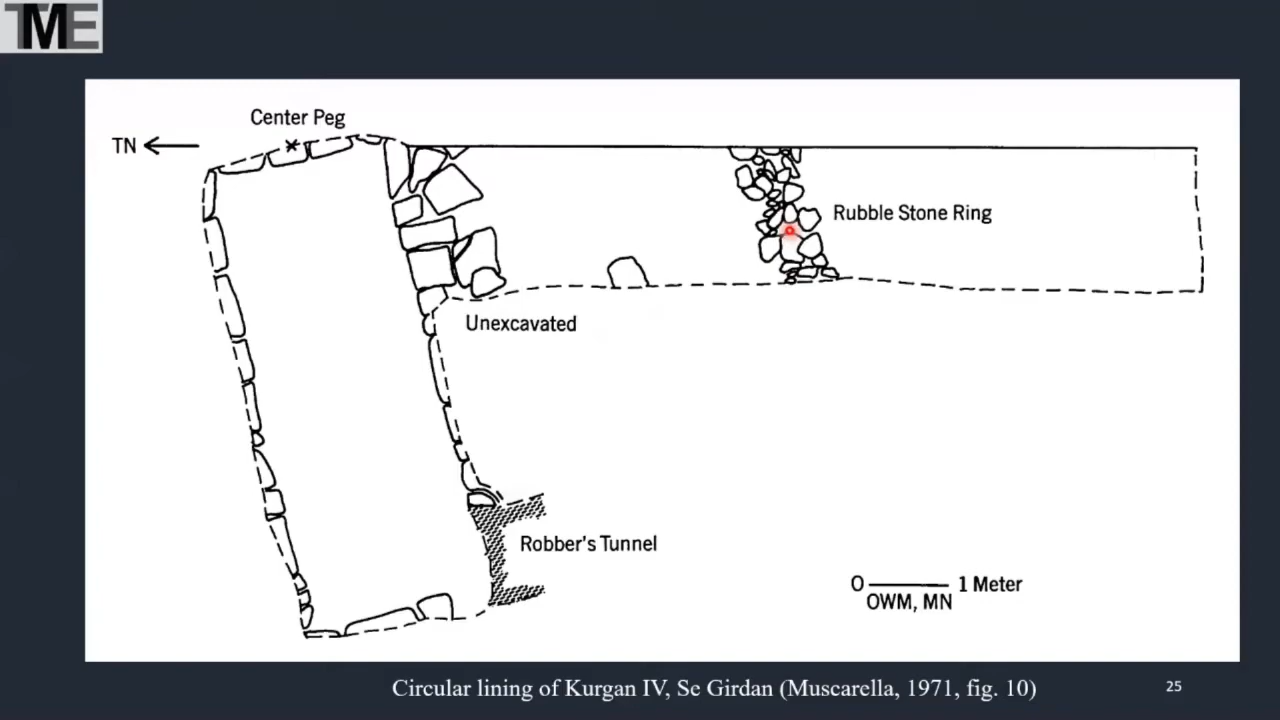 TME
Center Peg
TN
Rubble Stone Ring
Unexcavated
Robber's Tunnel
0 1 Meter
OWM, MN
Circular lining of Kurgan IV, Se Girdan (Muscarella, 1971, fig. 10)
25